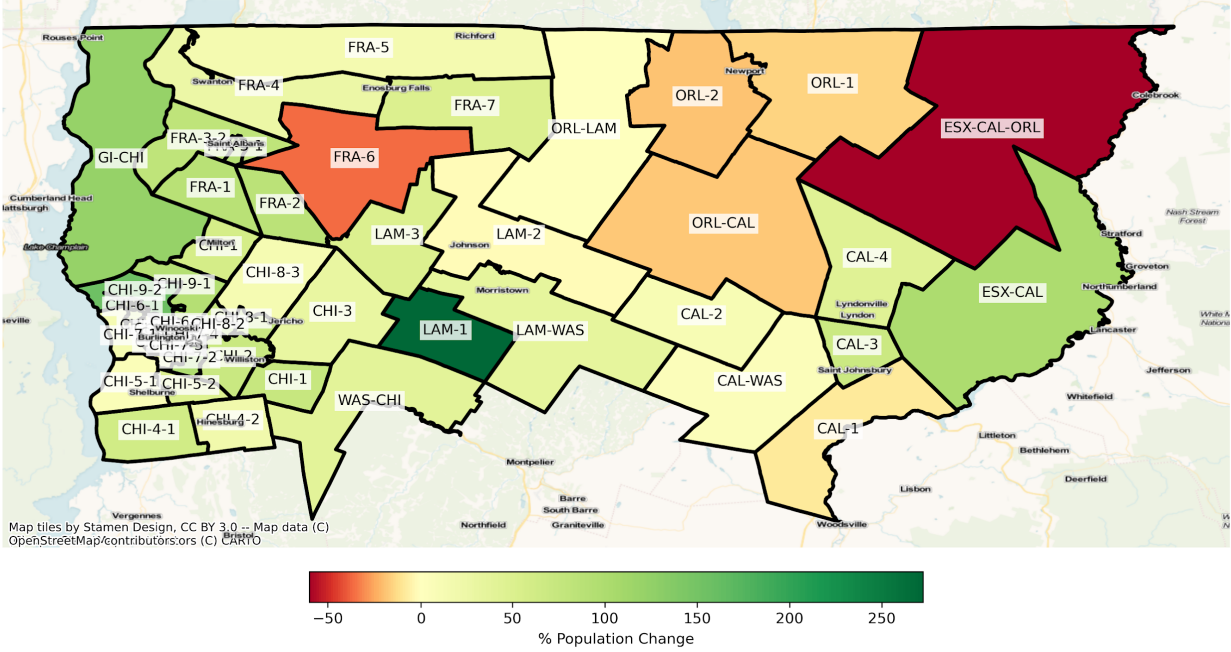 Rouses Point
Richford
FRA-5
Swanton
FRA-4
Enosburg Falls
FRA-7
Newport
ORL-1
ORL-2
Colebrook
ORL-LAM
ESX-CAL-ORL
FRA-3-2
Saint Albans
GI-CHI
FRA-6
FRA-1
FRA-2
Cumberland Head
lattsburgh
Nash Stream
Forest
ORL-CAL
LAM-3
LAM-2
Johnson
Stratford
Milton
Lake Champlain
CAL-4
Groveton
CHI-8-3
CHI-9-1
CHI-9-2
Morristown
ESX-CAL
Northumberland
CHI-6-1
Lyndonville
Lyndon
CHI-3
CAL-2
seville
Jericho
CHI-8-2
Winooski
LAM-1
LAM-WAS
Lancaster
Burlington
CAL-3
CHI-7-2
Williston
Saint Johnsbury
Jefferson
CHI-5-1
CHI-5-2
CHI-1
CAL-WAS
Shelburne
WAS-CHI
Whitefield
CHI-4-2
Hinesburg
CHI-4-1
CAL-1
Littleton
Bethlehem
Montpelier
Deerfield
Lisbon
Barre
South Barre
Vergennes
Northfield
Graniteville
Woodsville
Map tiles by Stamen Design, CC BY 3.0 -- Map data (C)
OpenStreetMap contributors
(C) CARTO
Bristol
−50
0
50
100
150
200
250
% Population Change